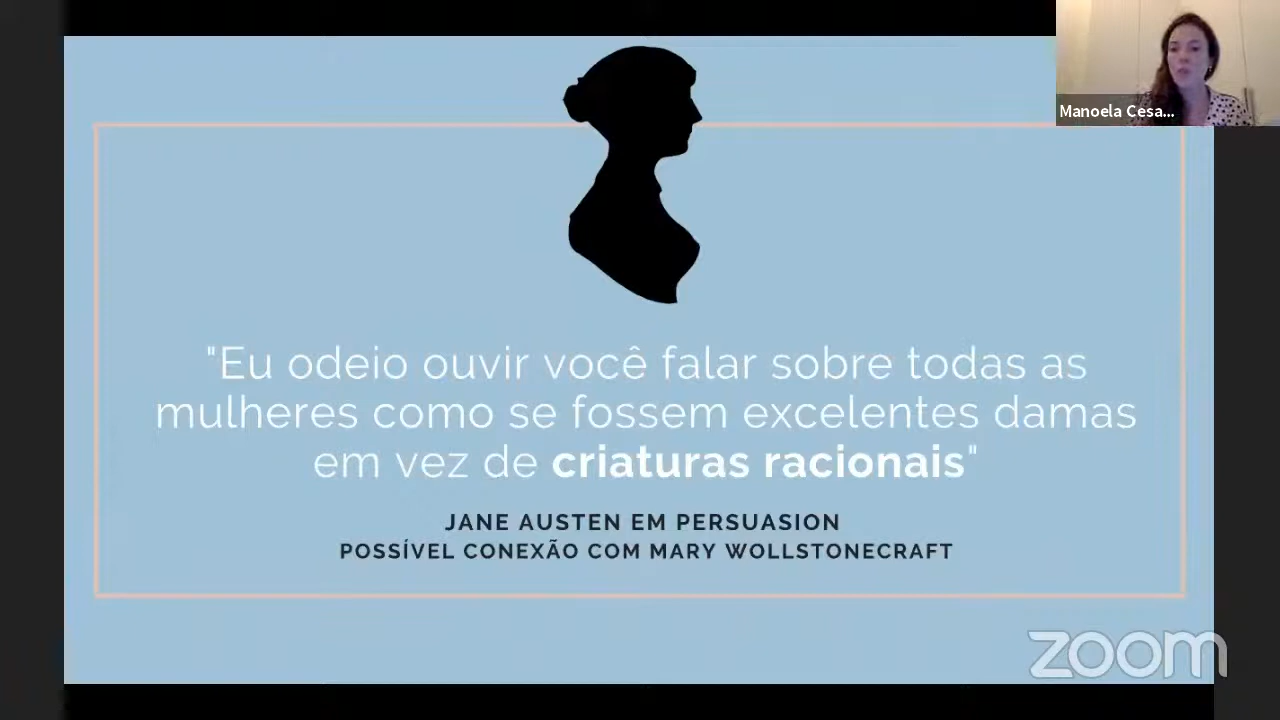 Manoela Cesa...
"Eu odeio ouvir você falar sobre todas as
mulheres como se fossem excelentes damas
em vez de criaturas racionais"
JANE AUSTEN EM PERSUASION
POSSÍVEL CONEXÃO COM MARY WOLLSTONECRAFT
zoom